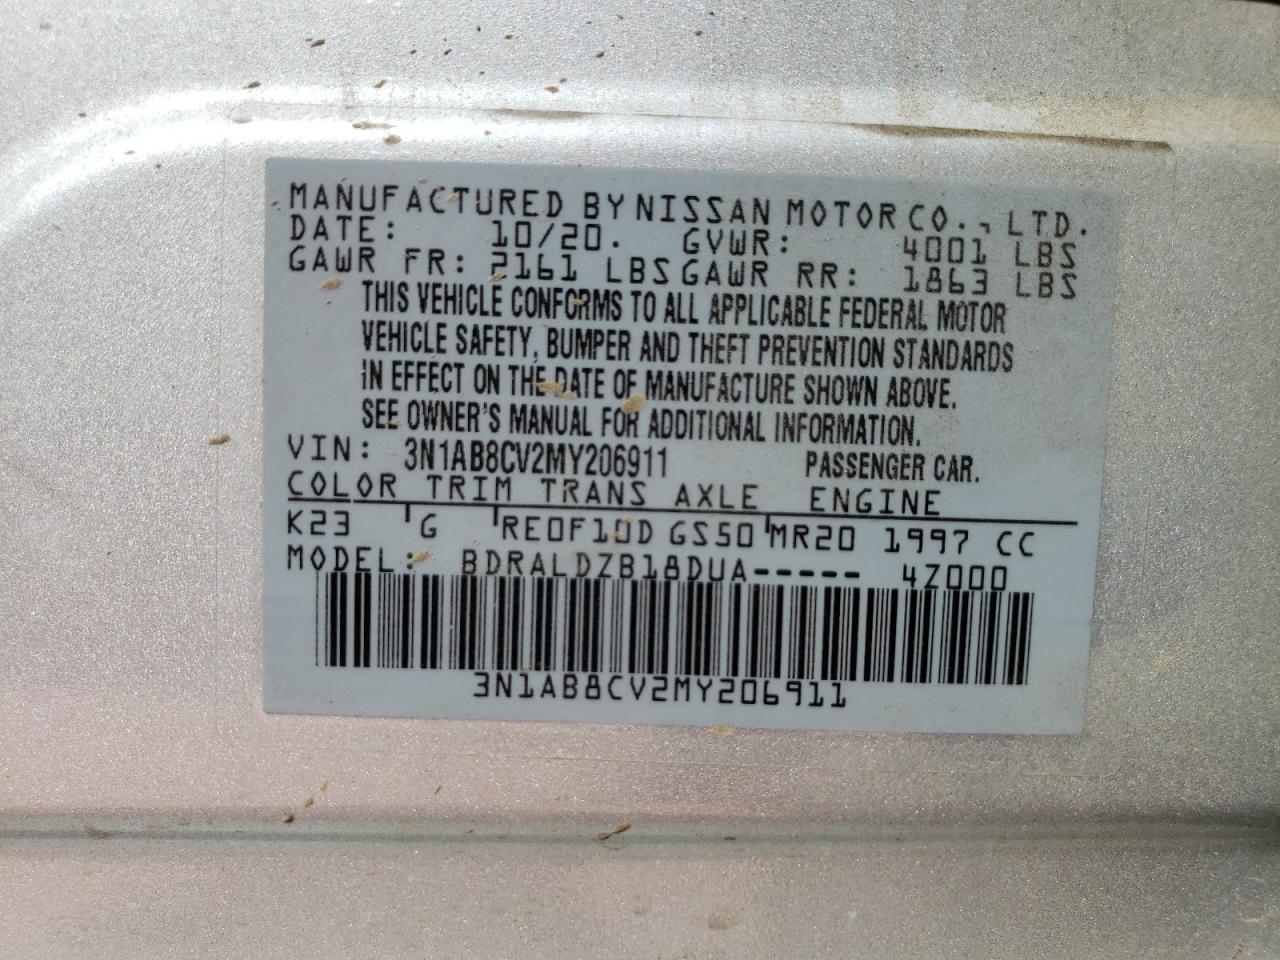 MANUFACTURED BY NISSAN MOTOR CO., LTD.
DATE: 10/20. GVWR: 4001 LBS
GAWR FR: 2161 LBS GAWR RR: 1863 LBS
THIS VEHICLE CONFORMS TO ALL APPLICABLE FEDERAL MOTOR
VEHICLE SAFETY, BUMPER AND THEFT PREVENTION STANDARDS
IN EFFECT ON THE DATE OF MANUFACTURE SHOWN ABOVE.
SEE OWNER'S MANUAL FOR ADDITIONAL INFORMATION.
VIN: 3N1AB8CV2MY206911 PASSENGER CAR.
COLOR TRIM TRANS AXLE ENGINE
K23 G RE0F10D GS50 MR20 1997 CC
MODEL: BDRALDZB18DUA----- 4Z000
3N1AB8CV2MY206911